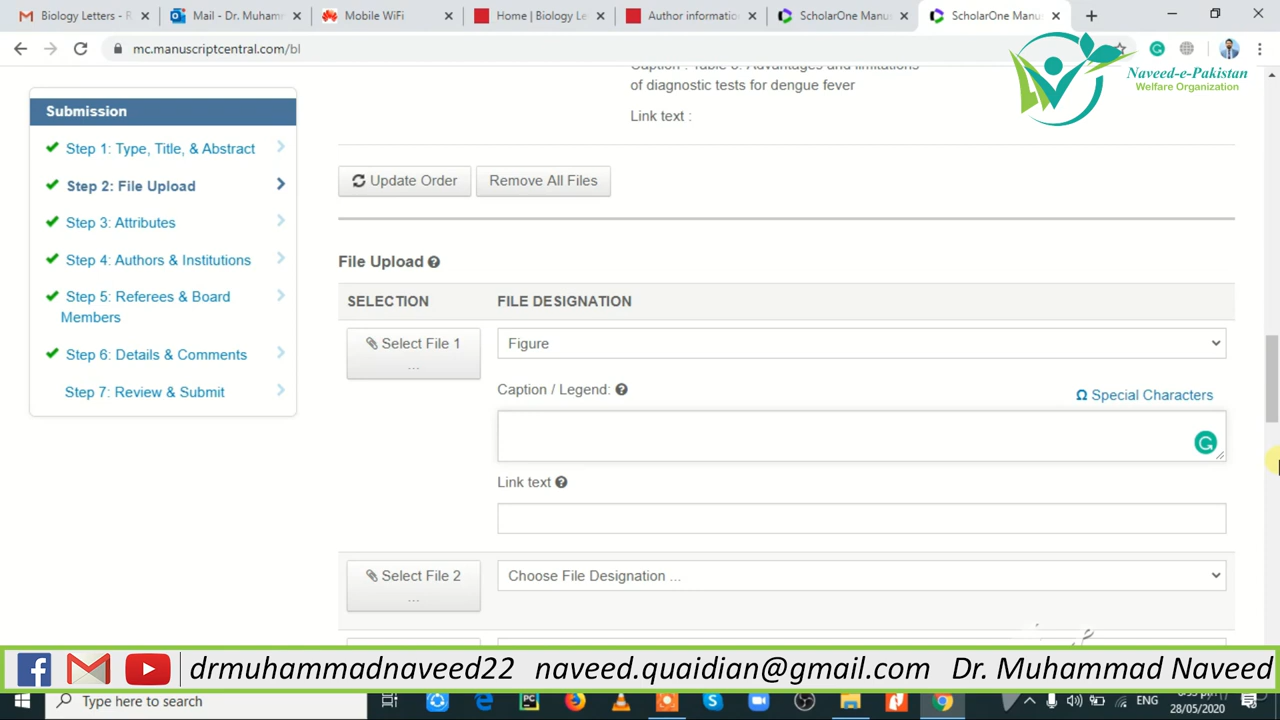 Biology Letters - R
Mail - Dr. Muhamm
Mobile WiFi
Home | Biology Le
Author informatio
ScholarOne Manus
ScholarOne Manus
mc.manuscriptcentral.com/bl
Naveed-e-Pakistan
Welfare Organization
of diagnostic tests for dengue fever
Link text :
Submission
Step 1: Type, Title, & Abstract
Step 2: File Upload
Step 3: Attributes
Step 4: Authors & Institutions
Step 5: Referees & Board
Members
Step 6: Details & Comments
Step 7: Review & Submit
Update Order
Remove All Files
File Upload
SELECTION
FILE DESIGNATION
Select File 1
...
Figure
Caption / Legend:
Ω Special Characters
Link text
Select File 2
...
Choose File Designation ...
drmuhammadnaveed22 naveed.quaidian@gmail.com Dr. Muhammad Naveed
Type here to search
ENG
28/05/2020